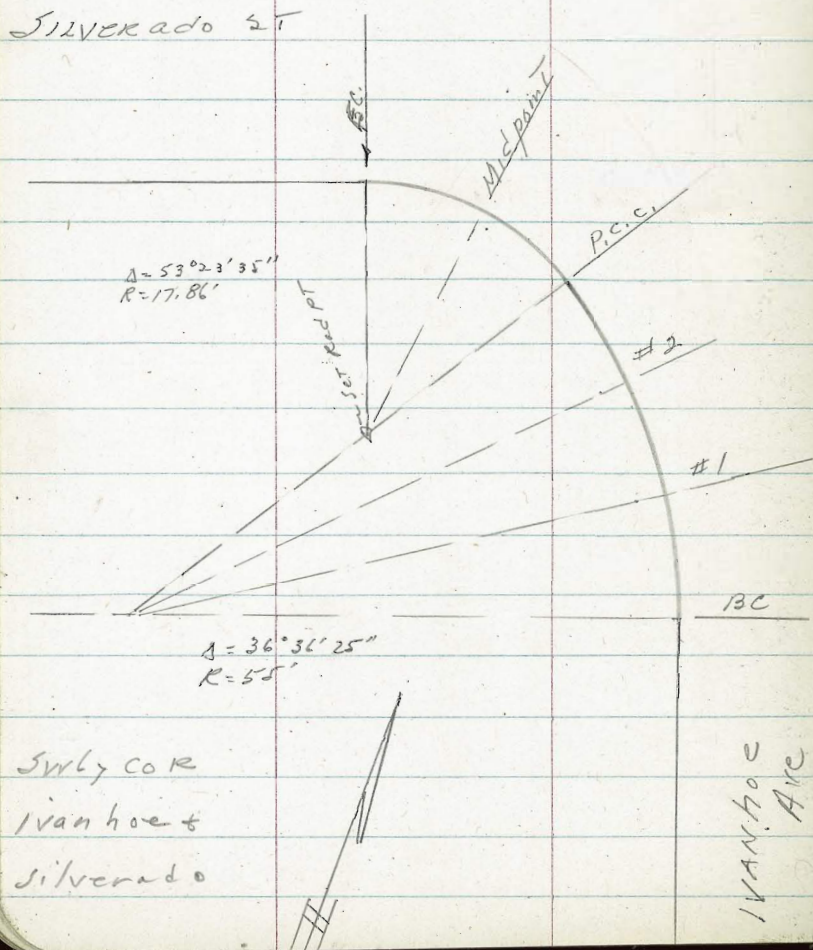 Silverado ST
B.C.
Midpoint
P.C.C.
Δ=53°23'35"
R=17.86'
Set Rad PT
#2
#1
BC
Δ=36°36'25"
R=55'
SWly COR
Ivanhoe &
Silverado
IVANhoe
Ave